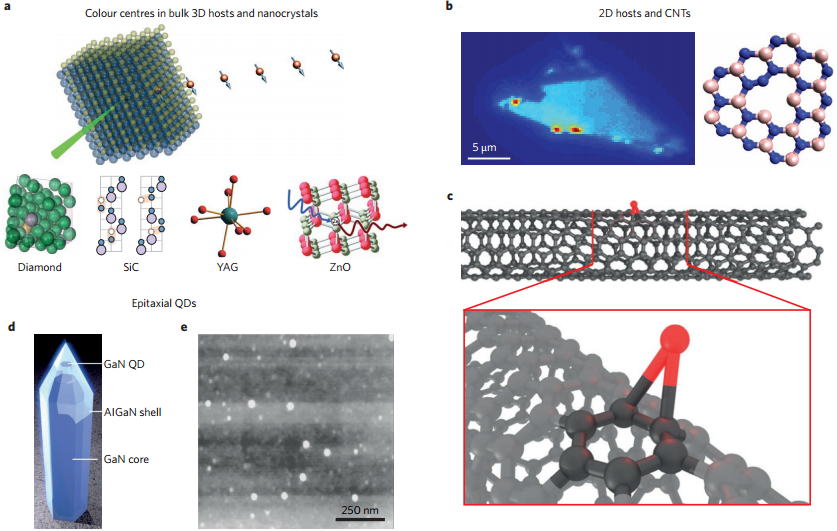 a
Colour centres in bulk 3D hosts and nanocrystals
Diamond
SiC
YAG
ZnO
b
2D hosts and CNTs
5 µm
c
Epitaxial QDs
d
GaN QD
AlGaN shell
GaN core
e
250 nm